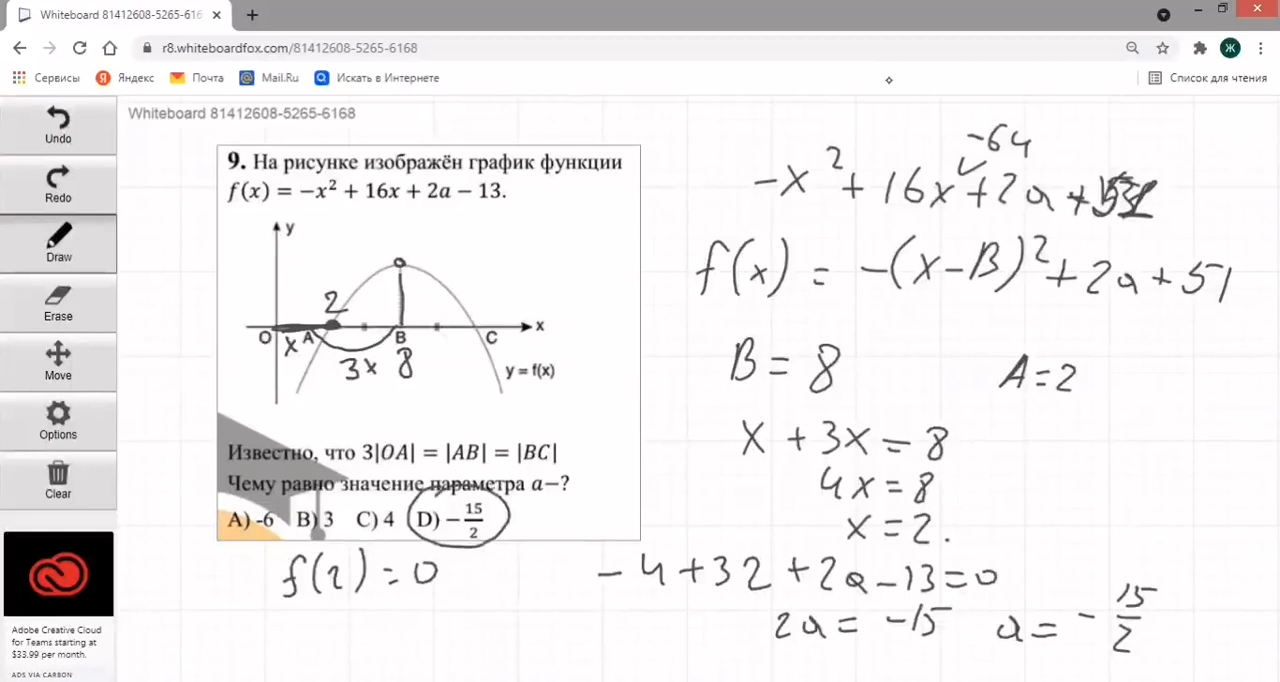 Whiteboard 81412608-5265-616
r8.whiteboardfox.com/81412608-5265-6168
Ж
Сервисы Яндекс Почта Mail.Ru Искать в Интернете Список для чтения
Whiteboard 81412608-5265-6168
Undo
Redo
Draw
Erase
Move
Options
Clear
Adobe Creative Cloud
for Teams starting at
$33.99 per month.
ADS VIA CARBON
9. На рисунке изображён график функции
f(x) = −x² + 16x + 2a − 13.
y
2
O x A B C x
3x 8
y = f(x)
Известно, что 3|OA| = |AB| = |BC|
Чему равно значение параметра a−?
A) -6 B) 3 C) 4 D) −15/2
f(2) = 0
-64
-x² + 16x + 2a +
f(x) = -(x-B)² + 2a + 51
B = 8 A = 2
x + 3x = 8
4x = 8
x = 2.
-4 + 32 + 2a - 13 = 0
2a = -15 a = -15/2